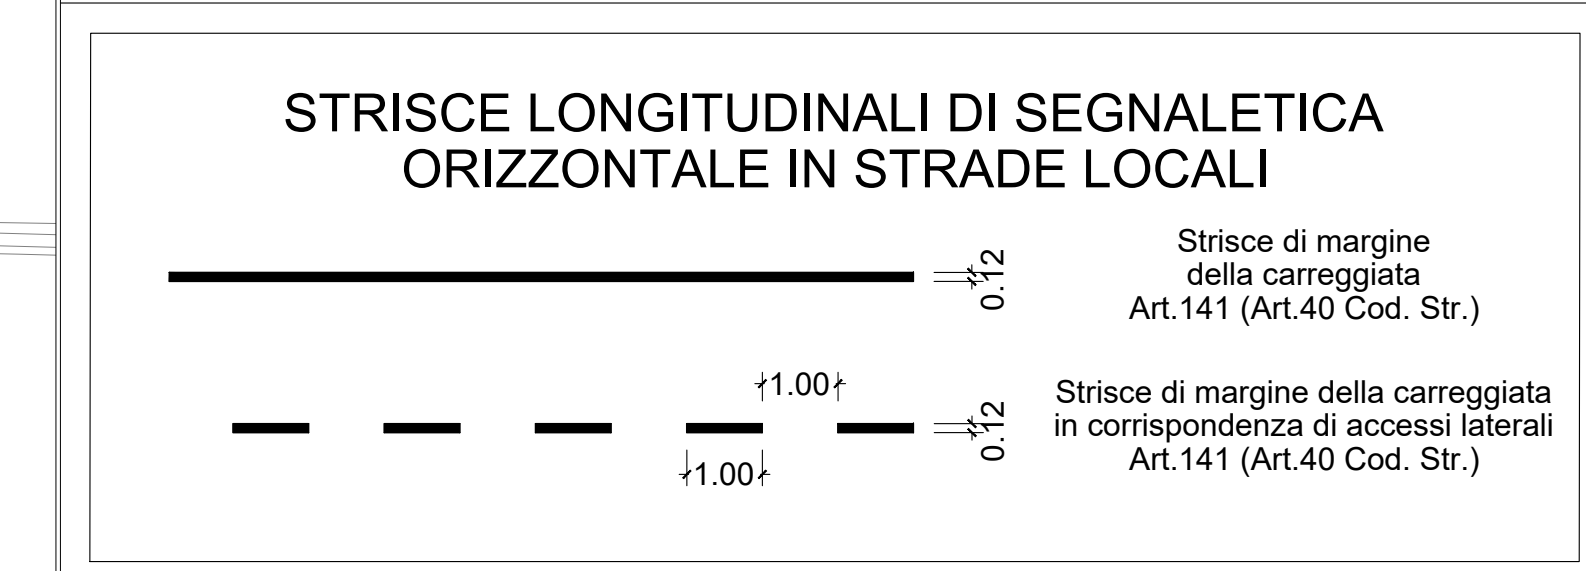 STRISCE LONGITUDINALI DI SEGNALETICA
ORIZZONTALE IN STRADE LOCALI
0.12
Strisce di margine
della carreggiata
Art.141 (Art.40 Cod. Str.)
1.00
1.00
0.12
Strisce di margine della carreggiata
in corrispondenza di accessi laterali
Art.141 (Art.40 Cod. Str.)